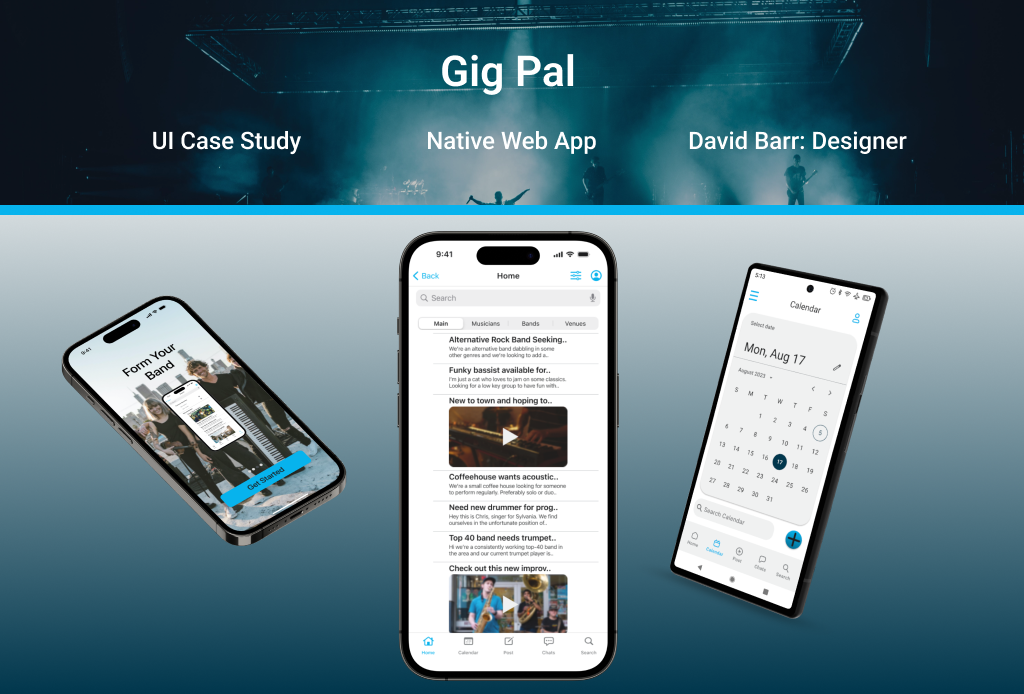 Gig Pal
UI Case Study
Native Web App
David Barr: Designer
9:41
Form Your
Band
Get Started
9:41
Back
Home
Search
Main
Musicians
Bands
Venues
Alternative Rock Band Seeking..
We're an alternative band dabbling in some
other genres and we're looking to add a..
Funky bassist available for..
I'm just a cat who loves to jam on some classics.
Looking for a low key group to have fun with..
New to town and hoping to..
Coffeehouse wants acoustic..
We're a small coffee house looking for someone
to perform regularly. Preferably solo or duo..
Need new drummer for prog..
Hey this is Chris, singer for Sylvania. We find
ourselves in the unfortunate position of..
Top 40 band needs trumpet..
Hi we're a consistently working top-40 band in
the area and our current trumpet player is..
Check out this new improv..
Home
Calendar
Post
Chats
Search
5:13
Calendar
Select date
Mon, Aug 17
August 2023
S M T W T F S
1 2 3 4 5
6 7 8 9 10 11 12
13 14 15 16 17 18 19
20 21 22 23 24 25 26
27 28 29 30 31
Search Calendar
Home
Calendar
Post
Chats
Search